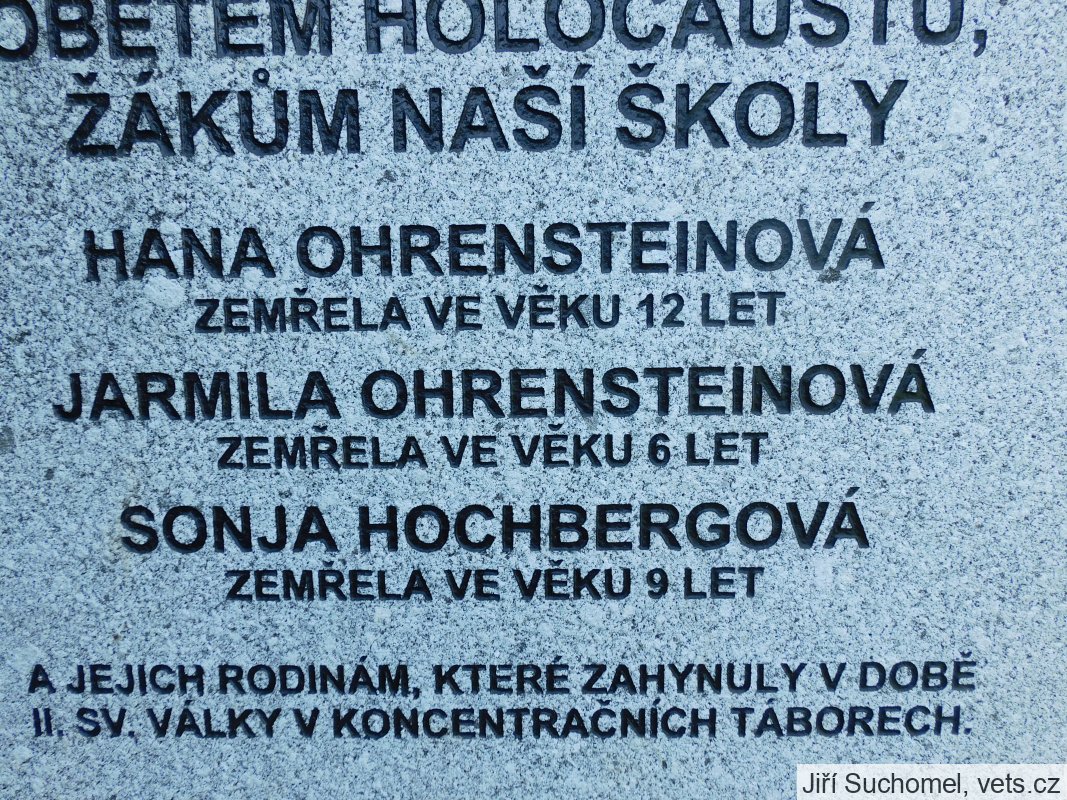 OBĚTEM HOLOCAUSTU,
ŽÁKŮM NAŠÍ ŠKOLY
HANA OHRENSTEINOVÁ
ZEMŘELA VE VĚKU 12 LET
JARMILA OHRENSTEINOVÁ
ZEMŘELA VE VĚKU 6 LET
SONJA HOCHBERGOVÁ
ZEMŘELA VE VĚKU 9 LET
A JEJICH RODINÁM, KTERÉ ZAHYNULY V DOBĚ
II. SV. VÁLKY V KONCENTRAČNÍCH TÁBORECH.
Jiří Suchomel, vets.cz